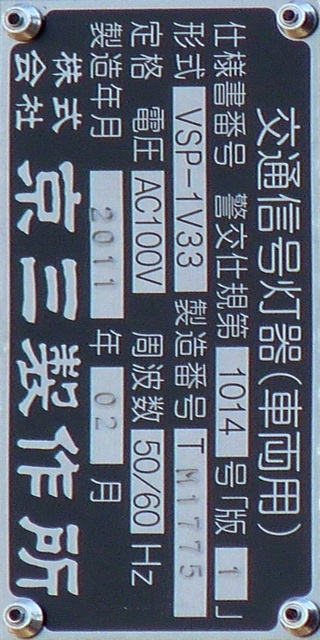 交通信号灯器(車両用)
仕様書番号 警交仕規第 1014 号「版 1 」
形式 VSP-1V33 製造番号 T M1775
定格 電圧 AC100V 周波数 50/60 Hz
製造年月 2011 年 02 月
株式会社 京三製作所